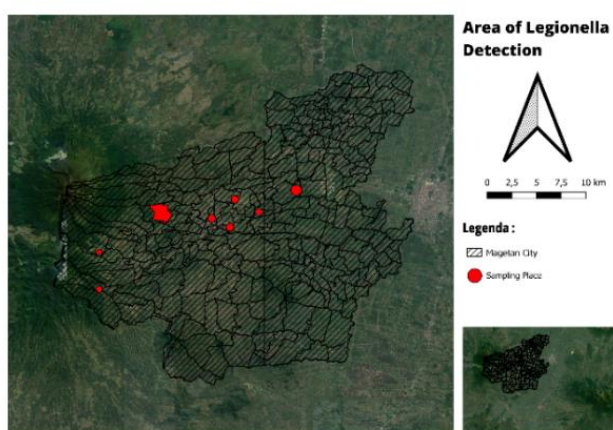 Area of Legionella
Detection
0 2,5 5 7,5 10 km
Legenda :
Magelan City
Sampling Place